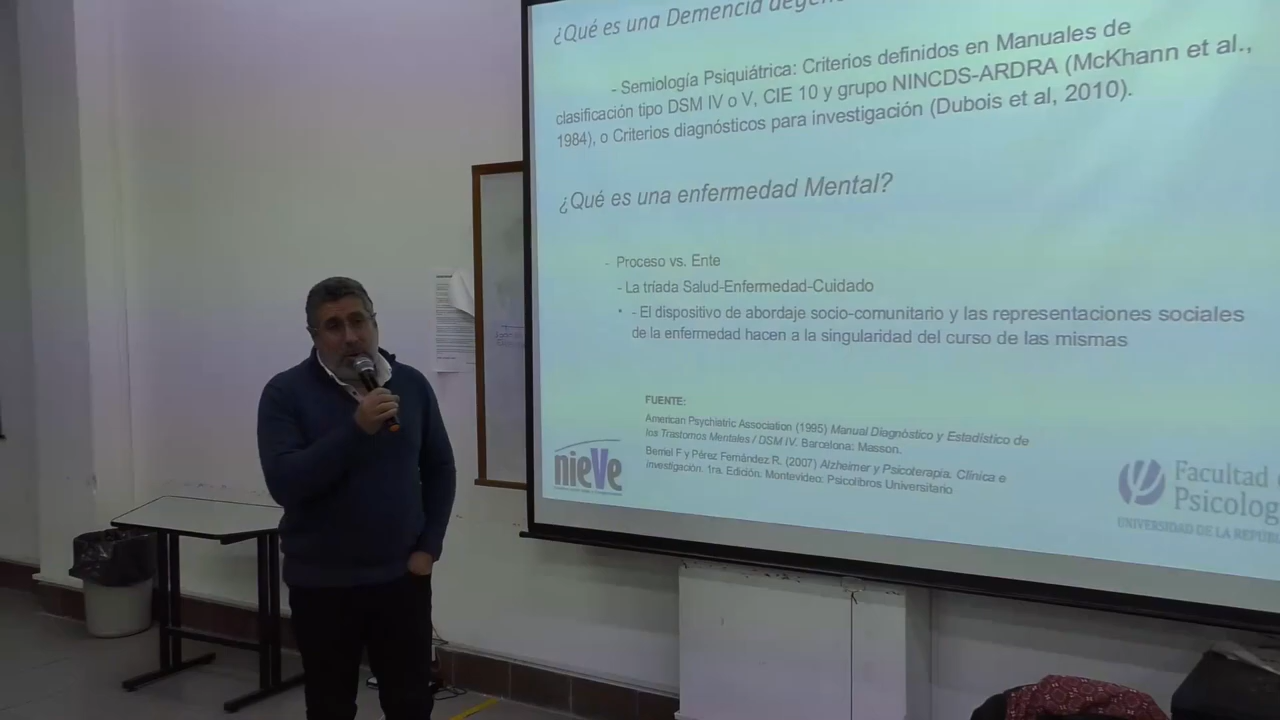 ¿Qué es una Demencia
- Semiología Psiquiátrica: Criterios definidos en Manuales de
clasificación tipo DSM IV o V, CIE 10 y grupo NINCDS-ARDRA (McKhann et al.,
1984), o Criterios diagnósticos para investigación (Dubois et al, 2010).
¿Qué es una enfermedad Mental?
- Proceso vs. Ente
- La tríada Salud-Enfermedad-Cuidado
• - El dispositivo de abordaje socio-comunitario y las representaciones sociales
de la enfermedad hacen a la singularidad del curso de las mismas
FUENTE:
American Psychiatric Association (1995) Manual Diagnóstico y Estadístico de
los Trastornos Mentales / DSM IV. Barcelona: Masson.
Berriel F y Pérez Fernández R. (2007) Alzheimer y Psicoterapia. Clínica e
investigación. 1ra. Edición. Montevideo: Psicolibros Universitario
nieve
Facultad
Psicolog
UNIVERSIDAD DE LA REPUBL